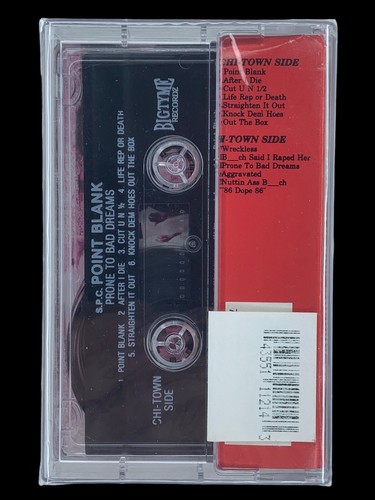 CHI-TOWN SIDE
Point Blank
After I Die
Cut U N 1/2
Life Rep or Death
Straighten It Out
Knock Dem Hoes
Out The Box
H-TOWN SIDE
Wreckless
B___ch Said I Raped Her
Prone To Bad Dreams
Aggravated
Nuttin Ass B___ch
"86 Dope 86"
BIGTYME
RECORDZ
S.P.C. POINT BLANK
PRONE TO BAD DREAMS
1 POINT BLANK 2 AFTER I DIE 3. CUT U N ½ 4. LIFE REP OR DEATH
5. STRAIGHTEN IT OUT 6. KNOCK DEM HOES OUT THE BOX
CHI-TOWN
SIDE
43551 11214 3